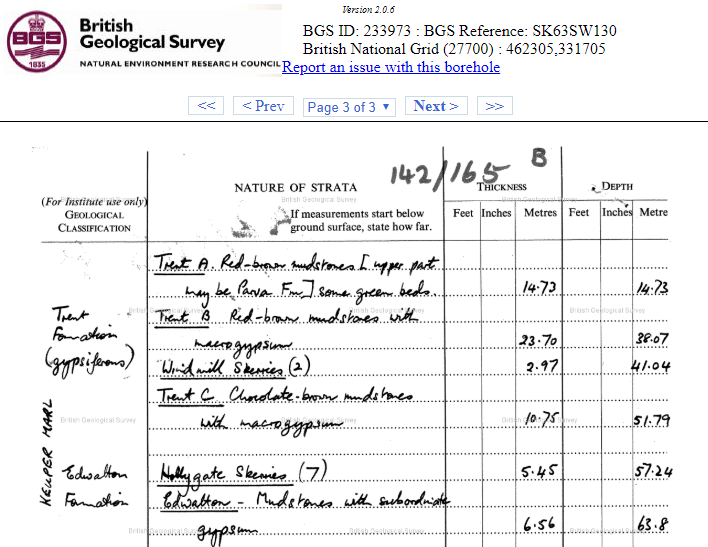 Version 2.0.6
British
Geological Survey
NATURAL ENVIRONMENT RESEARCH COUNCIL
BGS
1835
BGS ID: 233973 : BGS Reference: SK63SW130
British National Grid (27700) : 462305,331705
Report an issue with this borehole
<< < Prev Page 3 of 3 Next > >>
142/165 B
(For Institute use only) NATURE OF STRATA THICKNESS DEPTH
British Geological Survey British Geological Survey
GEOLOGICAL If measurements start below Feet Inches Metres Feet Inches Metre
CLASSIFICATION ground surface, state how far.
Trent A. Red-brown mudstones [upper part
may be Parva Fm] some green beds. 14.73 14.73
Trent Trent B Red-brown mudstones with
Formation macrogypsum 23.70 38.07
(gypsiferous) Windmill Skerries (2) 2.97 41.04
Trent C Chocolate-brown mudstones
with macrogypsum 10.75 51.79
British Geological Survey British Geological Survey British Geological Survey
KEUPER MARL
Edwalton Hollygate Skerries (7) 5.45 57.24
Formation Edwalton - Mudstones with subordinate
gypsum 6.56 63.8
British Geological Survey British Geological Survey